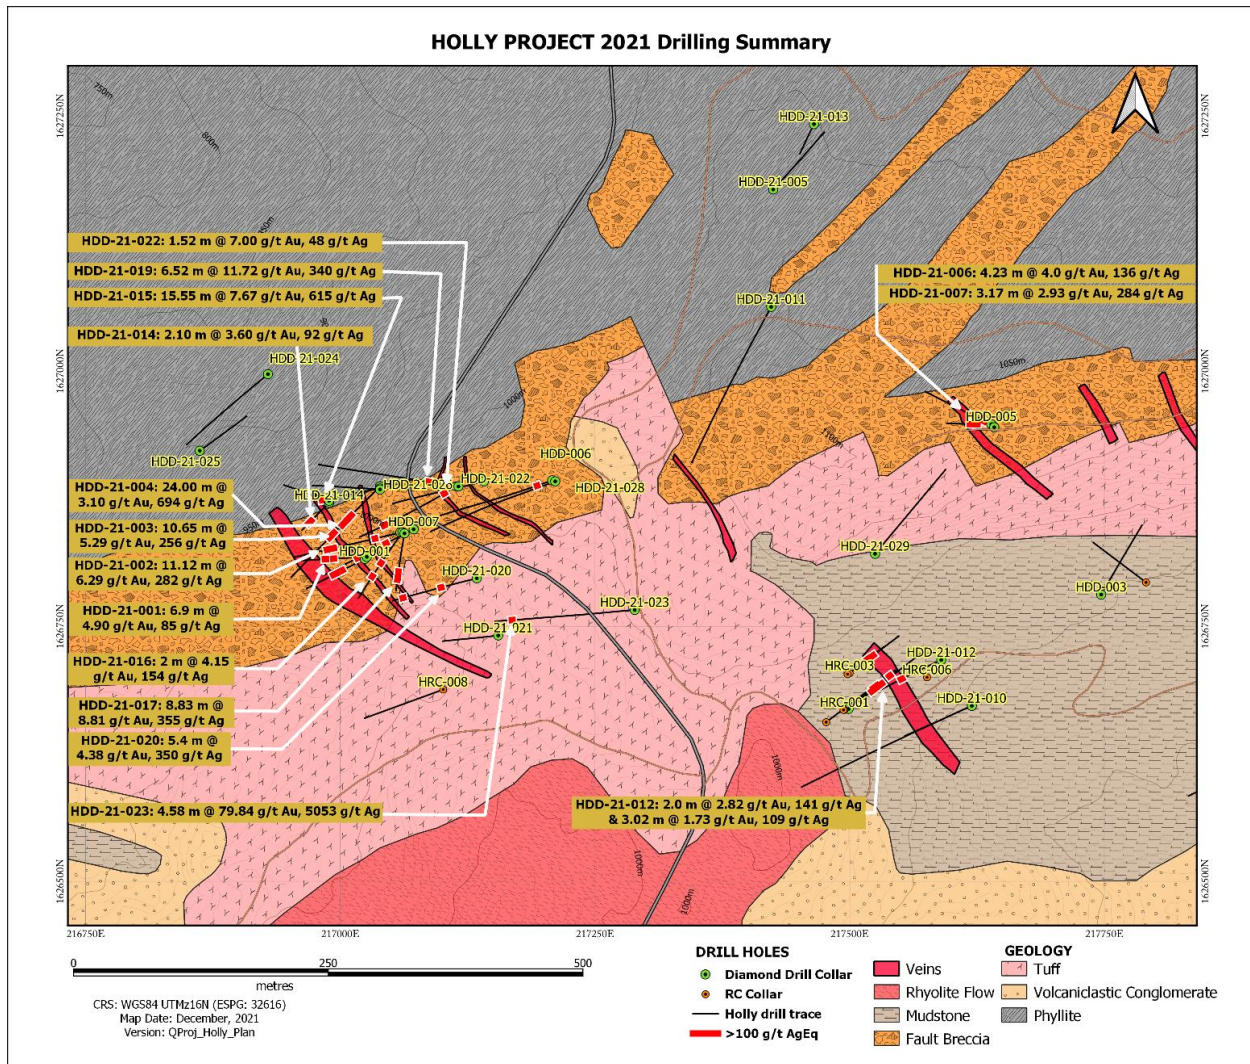 HOLLY PROJECT 2021 Drilling Summary
750m
800m
1627250N
1627250N
HDD-21-013
HDD-21-005
HDD-21-022: 1.52 m @ 7.00 g/t Au, 48 g/t Ag
HDD-21-019: 6.52 m @ 11.72 g/t Au, 340 g/t Ag
HDD-21-015: 15.55 m @ 7.67 g/t Au, 615 g/t Ag
HDD-21-014: 2.10 m @ 3.60 g/t Au, 92 g/t Ag
HDD-21-006: 4.23 m @ 4.0 g/t Au, 136 g/t Ag
HDD-21-007: 3.17 m @ 2.93 g/t Au, 284 g/t Ag
HDD-21-011
HDD-21-024
1627000N
1627000N
1050m
1000m
HDD-005
1100m
HDD-21-025
HDD-006
HDD-21-004: 24.00 m @
3.10 g/t Au, 694 g/t Ag
HDD-21-014
HDD-21-022
HDD-21-028
950m
HDD-007
HDD-21-003: 10.65 m @
5.29 g/t Au, 256 g/t Ag
HDD-001
HDD-21-029
HDD-21-002: 11.12 m @
6.29 g/t Au, 282 g/t Ag
HDD-21-020
HDD-003
HDD-21-001: 6.9 m @
4.90 g/t Au, 85 g/t Ag
HDD-21-023
HDD-21-021
1626750N
1626750N
HDD-21-016: 2 m @ 4.15
g/t Au, 154 g/t Ag
HRC-008
HRC-003
HDD-21-012
HRC-006
HRC-001
HDD-21-010
HDD-21-017: 8.83 m @
8.81 g/t Au, 355 g/t Ag
HDD-21-020: 5.4 m @
4.38 g/t Au, 350 g/t Ag
1000m
HDD-21-023: 4.58 m @ 79.84 g/t Au, 5053 g/t Ag
HDD-21-012: 2.0 m @ 2.82 g/t Au, 141 g/t Ag
& 3.02 m @ 1.73 g/t Au, 109 g/t Ag
1000m
1000m
1626500N
1626500N
216750E
217000E
217250E
217500E
217750E
0
250
500
metres
CRS: WGS84 UTMz16N (ESPG: 32616)
Map Date: December, 2021
Version: QProj_Holly_Plan
DRILL HOLES
Diamond Drill Collar
RC Collar
Holly drill trace
>100 g/t AgEq
GEOLOGY
Veins
Rhyolite Flow
Mudstone
Fault Breccia
Tuff
Volcaniclastic Conglomerate
Phyllite